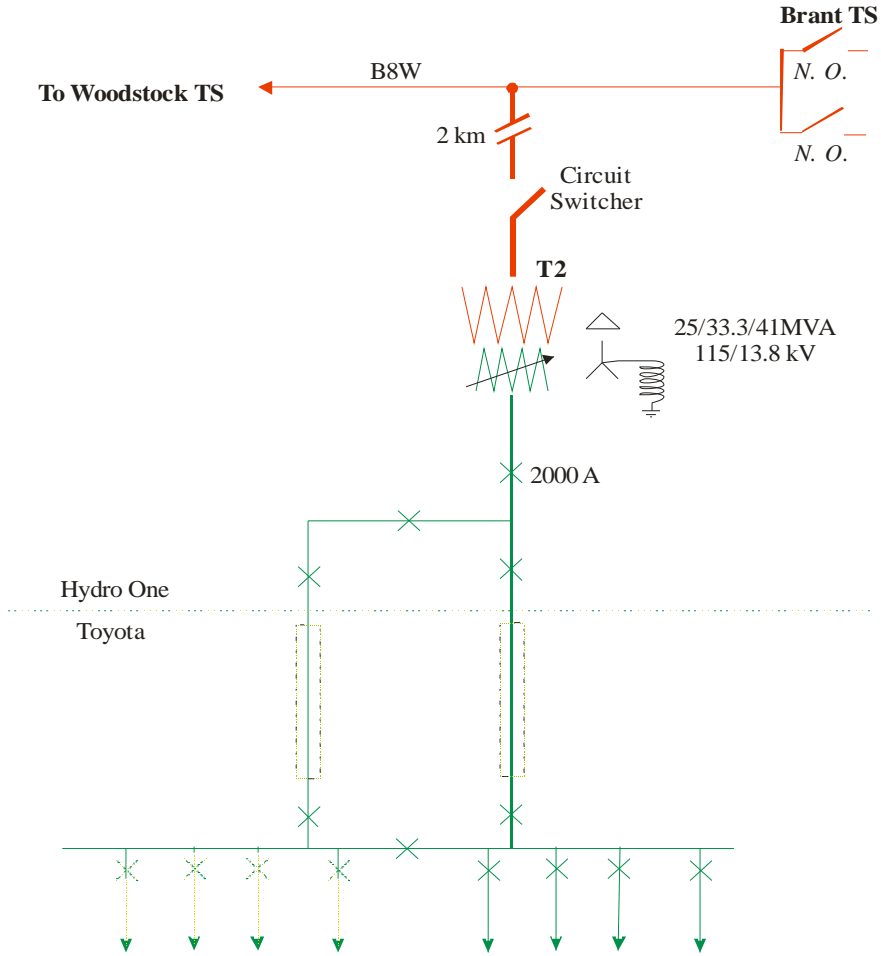 Brant TS
N. O.
B8W
To Woodstock TS
2 km
N. O.
Circuit
Switcher
T2
25/33.3/41MVA
115/13.8 kV
2000 A
Hydro One
Toyota